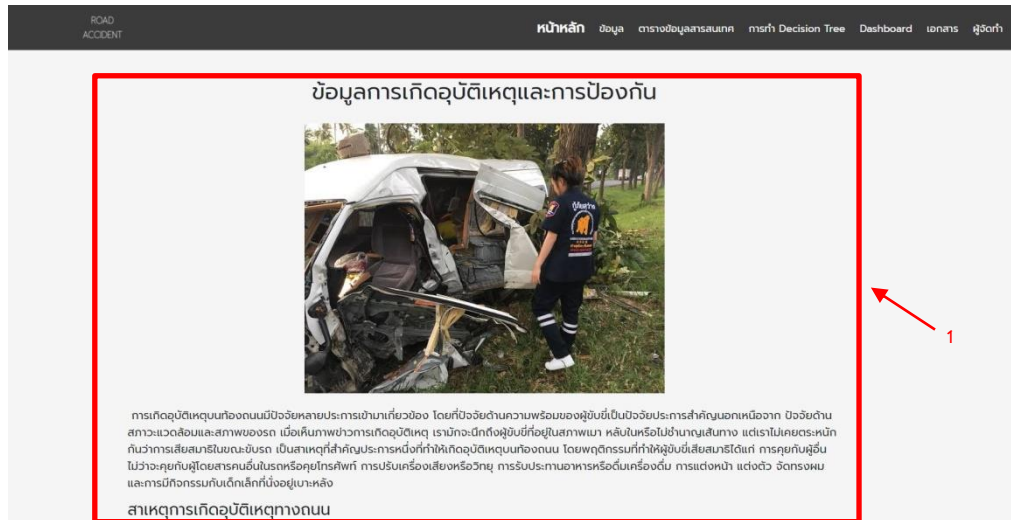 ROAD
ACCIDENT
หน้าหลัก ข้อมูล ตารางข้อมูลสารสนเทศ การทำ Decision Tree Dashboard เอกสาร ผู้จัดทำ
ข้อมูลการเกิดอุบัติเหตุและการป้องกัน
1
การเกิดอุบัติเหตุบนท้องถนนมีปัจจัยหลายประการเข้ามาเกี่ยวข้อง โดยที่ปัจจัยด้านความพร้อมของผู้ขับขี่เป็นปัจจัยประการสำคัญนอกเหนือจาก ปัจจัยด้าน
สภาวะแวดล้อมและสภาพของรถ เมื่อเห็นภาพข่าวการเกิดอุบัติเหตุ เรามักจะนึกถึงผู้ขับขี่ที่อยู่ในสภาพเมา หลับในหรือไม่ชำนาญเส้นทาง แต่เราไม่เคยตระหนัก
กันว่าการเสียสมาธิในขณะขับรถ เป็นสาเหตุที่สำคัญประการหนึ่งที่ทำให้เกิดอุบัติเหตุบนท้องถนน โดยพฤติกรรมที่ทำให้ผู้ขับขี่เสียสมาธิได้แก่ การคุยกับผู้อื่น
ไม่ว่าจะคุยกับผู้โดยสารคนอื่นในรถหรือคุยโทรศัพท์ การปรับเครื่องเสียงหรือวิทยุ การรับประทานอาหารหรือดื่มเครื่องดื่ม การแต่งหน้า แต่งตัว จัดทรงผม
และการมีกิจกรรมกับเด็กเล็กที่นั่งอยู่เบาะหลัง
สาเหตุการเกิดอุบัติเหตุทางถนน